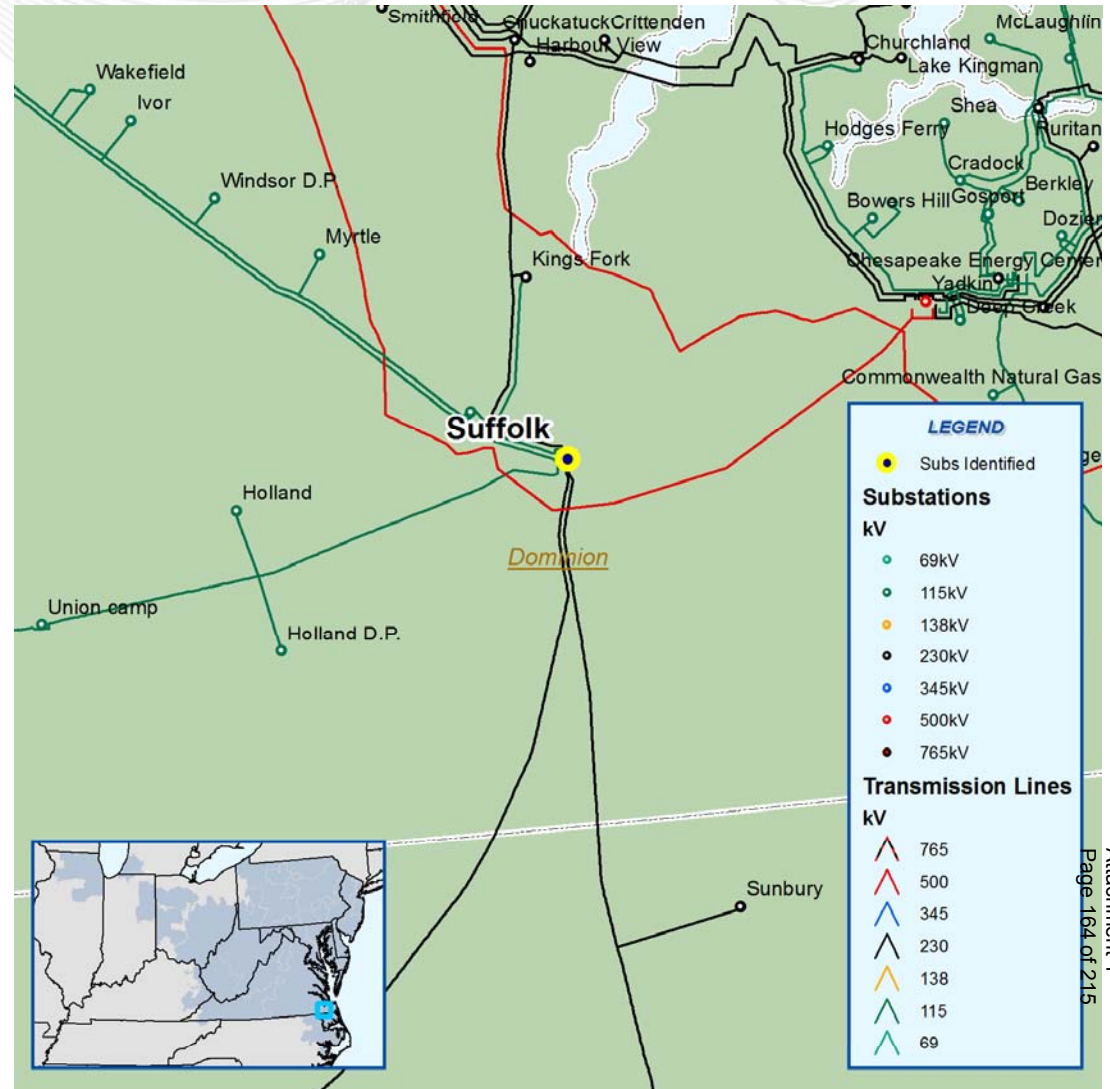 Smithfield
Chuckatuck
Crittenden
Harbour View
McLaughlin
Churchland
Lake Kingman
Wakefield
Ivor
Shea
Hodges Ferry
Ruritan
Cradock
Windsor D.P
Bowers Hill
Gosport
Berkley
Dozier
Myrtle
Kings Fork
Chesapeake Energy Center
Yadkin
Deep Creek
Commonwealth Natural Gas
Suffolk
Holland
Dominion
Union camp
Holland D.P.
Sunbury
LEGEND
Subs Identified
Substations
kV
69kV
115kV
138kV
230kV
345kV
500kV
765kV
Transmission Lines
kV
765
500
345
230
138
115
69
Page 164 of 215